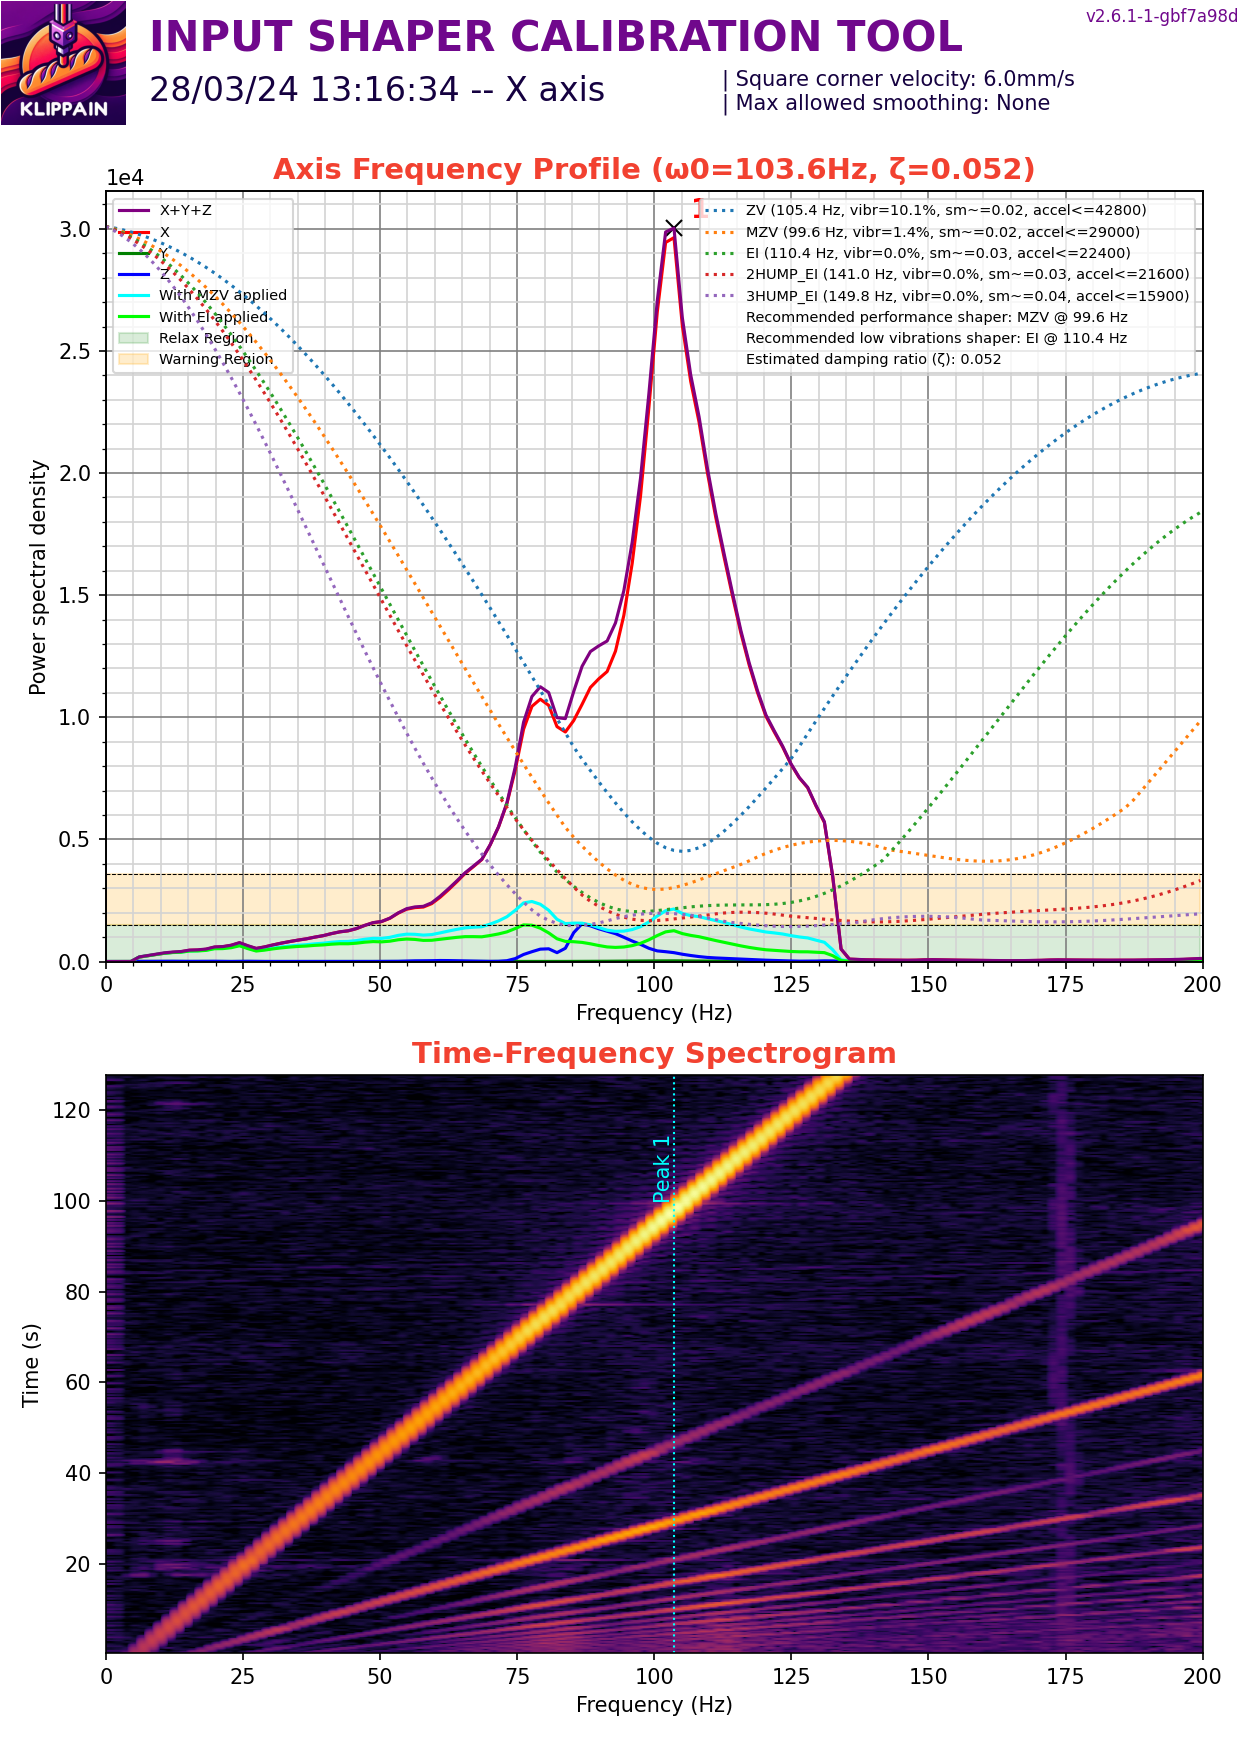 v2.6.1-1-gbf7a98d
INPUT SHAPER CALIBRATION TOOL
28/03/24 13:16:34 -- X axis
| Square corner velocity: 6.0mm/s
| Max allowed smoothing: None
KLIPPAIN
Axis Frequency Profile (ω0=103.6Hz, ζ=0.052)
1e4
X+Y+Z
X
Y
Z
With MZV applied
With EI applied
Relax Region
Warning Region
1
ZV (105.4 Hz, vibr=10.1%, sm~=0.02, accel<=42800)
MZV (99.6 Hz, vibr=1.4%, sm~=0.02, accel<=29000)
EI (110.4 Hz, vibr=0.0%, sm~=0.03, accel<=22400)
2HUMP_EI (141.0 Hz, vibr=0.0%, sm~=0.03, accel<=21600)
3HUMP_EI (149.8 Hz, vibr=0.0%, sm~=0.04, accel<=15900)
Recommended performance shaper: MZV @ 99.6 Hz
Recommended low vibrations shaper: EI @ 110.4 Hz
Estimated damping ratio (ζ): 0.052
Power spectral density
3.0
2.5
2.0
1.5
1.0
0.5
0.0
0 25 50 75 100 125 150 175 200
Frequency (Hz)
Time-Frequency Spectrogram
Time (s)
120
100
80
60
40
20
Peak 1
0 25 50 75 100 125 150 175 200
Frequency (Hz)